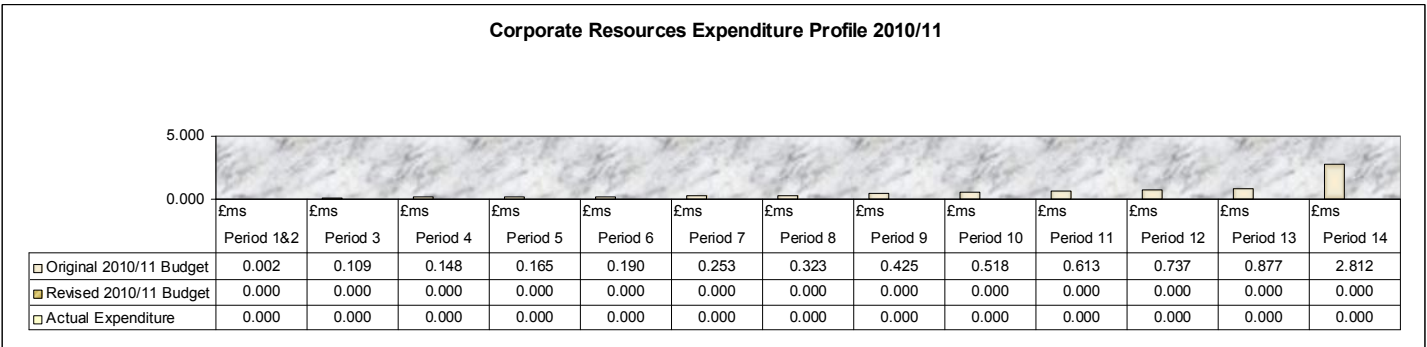 Corporate Resources Expenditure Profile 2010/11
5.000
0.000
£ms £ms £ms £ms £ms £ms £ms £ms £ms £ms £ms £ms £ms
Period 1&2 Period 3 Period 4 Period 5 Period 6 Period 7 Period 8 Period 9 Period 10 Period 11 Period 12 Period 13 Period 14
Original 2010/11 Budget 0.002 0.109 0.148 0.165 0.190 0.253 0.323 0.425 0.518 0.613 0.737 0.877 2.812
Revised 2010/11 Budget 0.000 0.000 0.000 0.000 0.000 0.000 0.000 0.000 0.000 0.000 0.000 0.000 0.000
Actual Expenditure 0.000 0.000 0.000 0.000 0.000 0.000 0.000 0.000 0.000 0.000 0.000 0.000 0.000